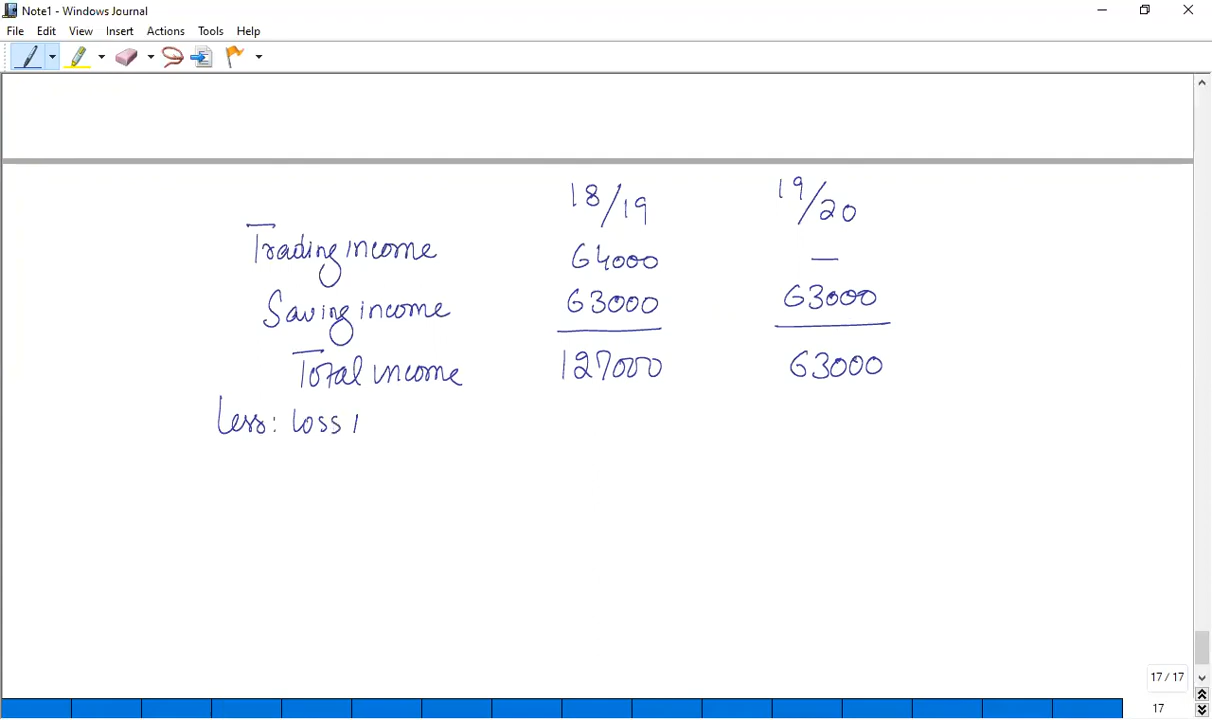 Note1 - Windows Journal
File Edit View Insert Actions Tools Help
18/19 19/20
Trading income 64000 —
Saving income 63000 63000
Total income 127000 63000
Less: loss
17 / 17
17